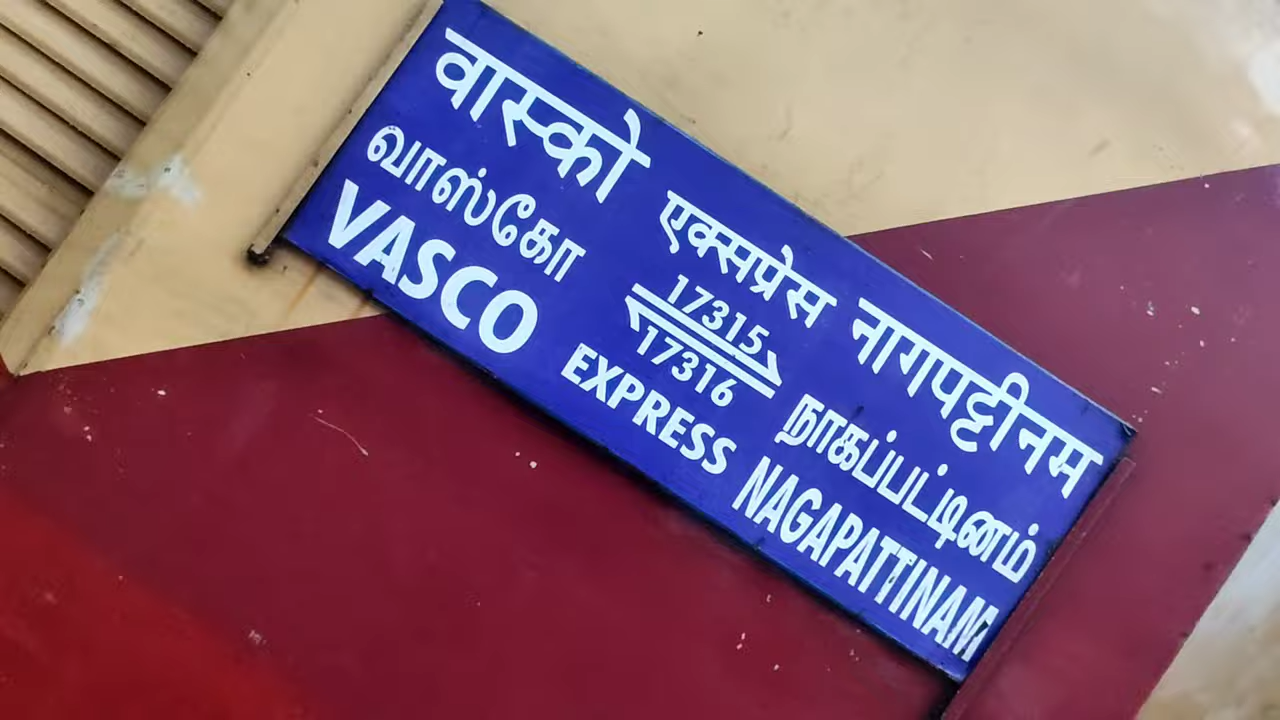 वास्को एक्सप्रेस नागपट्टीनम
வாஸ்கோ 17315 நாகப்பட்டினம்
17316
VASCO EXPRESS NAGAPATTINAM